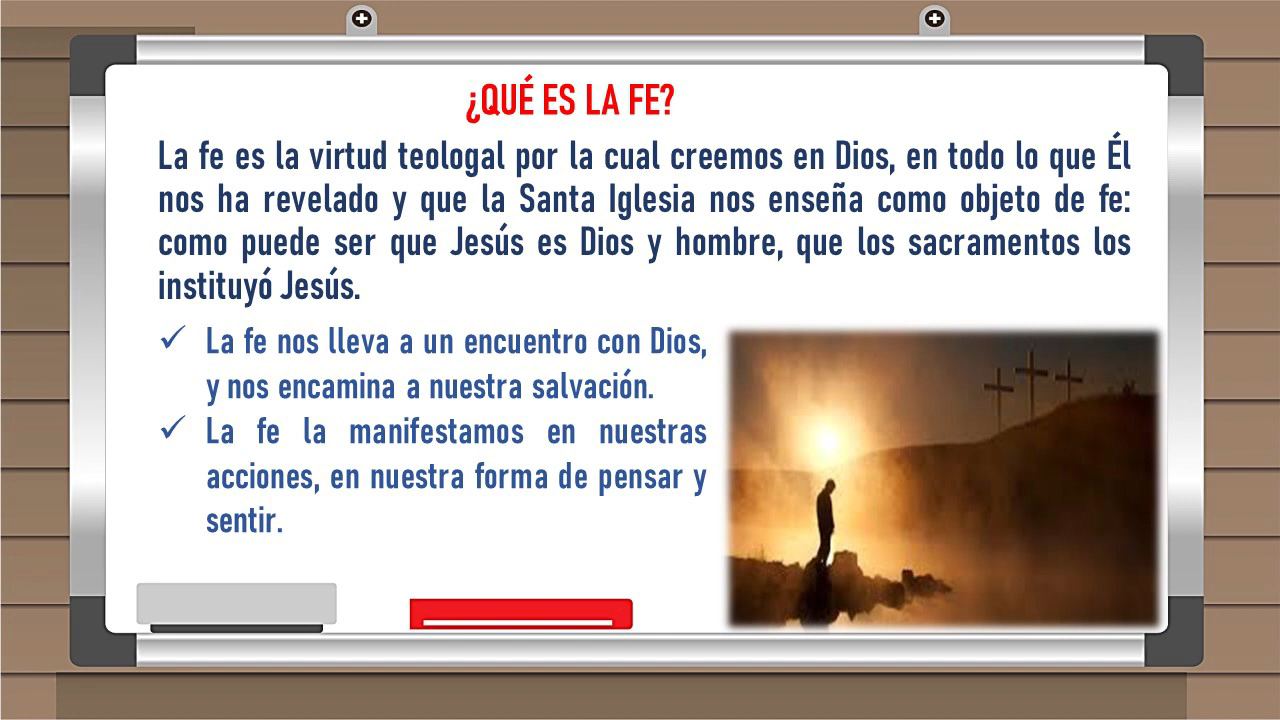 ¿QUÉ ES LA FE?
La fe es la virtud teologal por la cual creemos en Dios, en todo lo que Él
nos ha revelado y que la Santa Iglesia nos enseña como objeto de fe:
como puede ser que Jesús es Dios y hombre, que los sacramentos los
instituyó Jesús.
✓ La fe nos lleva a un encuentro con Dios,
y nos encamina a nuestra salvación.
✓ La fe la manifestamos en nuestras
acciones, en nuestra forma de pensar y
sentir.